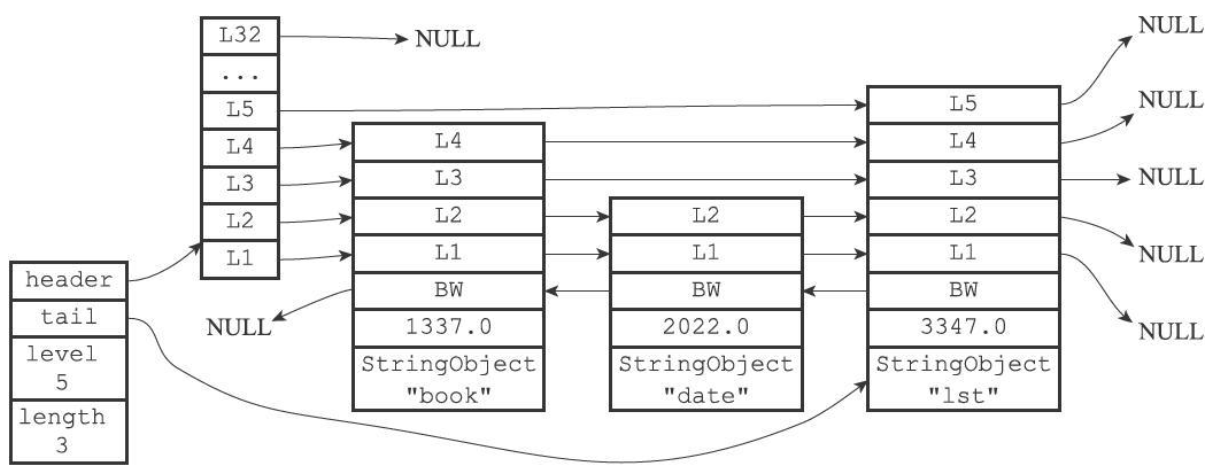 header
tail
level
5
length
3
L32
...
L5
L4
L3
L2
L1
NULL
NULL
L4
L3
L2
L1
BW
1337.0
StringObject
"book"
L2
L1
BW
2022.0
StringObject
"date"
L5
L4
L3
L2
L1
BW
3347.0
StringObject
"lst"
NULL
NULL
NULL
NULL
NULL